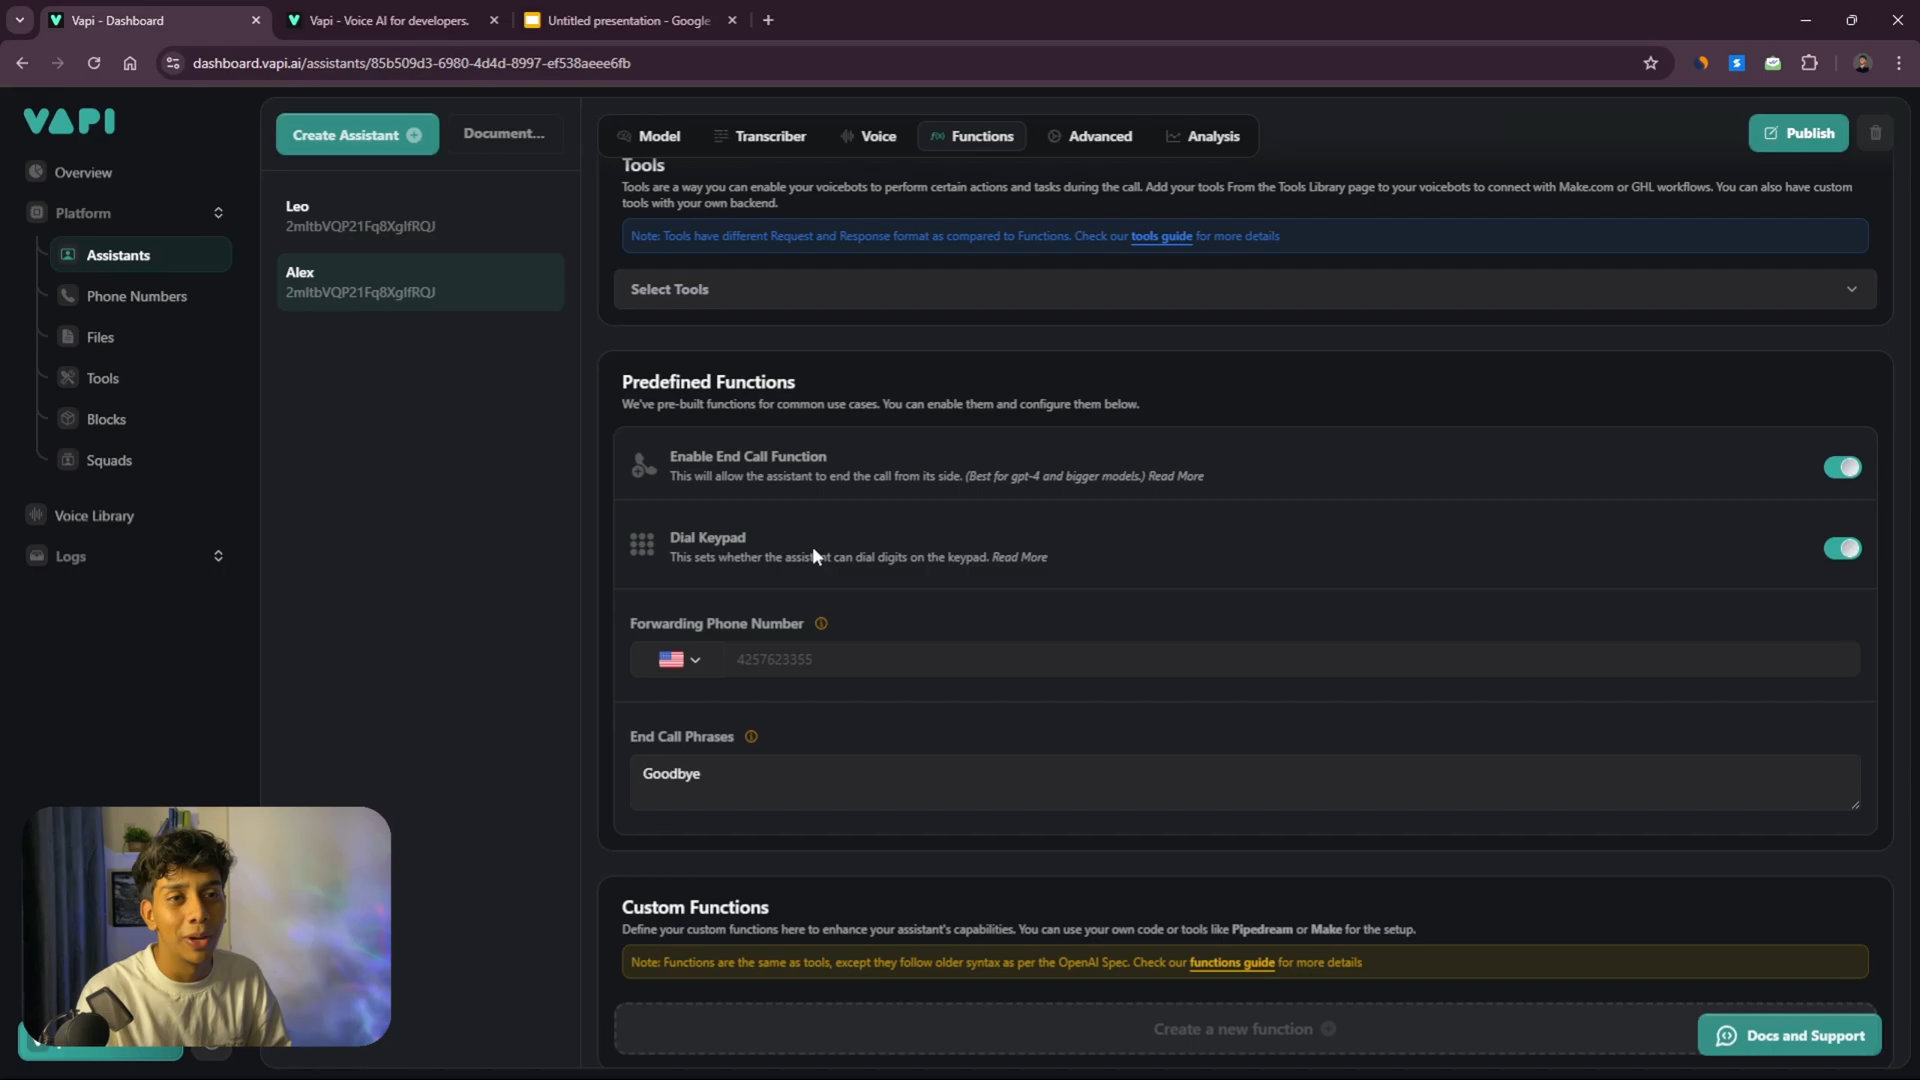 Vapi - Dashboard
Vapi - Voice AI for developers.
Untitled presentation - Google
dashboard.vapi.ai/assistants/85b509d3-6980-4d4d-8997-ef538aeee6fb
VAPI
Overview
Platform
Assistants
Phone Numbers
Files
Tools
Blocks
Squads
Voice Library
Logs
Create Assistant
Document...
Leo
2mltbVQP21Fq8XglfRQJ
Alex
2mltbVQP21Fq8XglfRQJ
Model
Transcriber
Voice
Functions
Advanced
Analysis
Publish
Tools
Tools are a way you can enable your voicebots to perform certain actions and tasks during the call. Add your tools From the Tools Library page to your voicebots to connect with Make.com or GHL workflows. You can also have custom
tools with your own backend.
Note: Tools have different Request and Response format as compared to Functions. Check our tools guide for more details
Select Tools
Predefined Functions
We've pre-built functions for common use cases. You can enable them and configure them below.
Enable End Call Function
This will allow the assistant to end the call from its side. (Best for gpt-4 and bigger models.) Read More
Dial Keypad
This sets whether the assistant can dial digits on the keypad. Read More
Forwarding Phone Number
4257623355
End Call Phrases
Goodbye
Custom Functions
Define your custom functions here to enhance your assistant's capabilities. You can use your own code or tools like Pipedream or Make for the setup.
Note: Functions are the same as tools, except they follow older syntax as per the OpenAI Spec. Check our functions guide for more details
Create a new function
Docs and Support